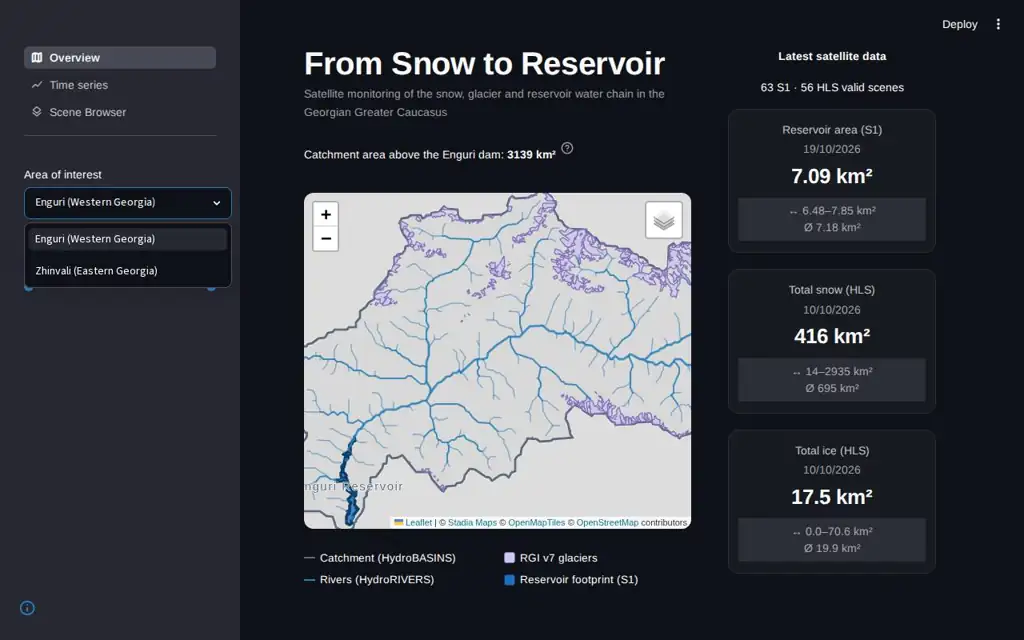 Deploy
Overview
Time series
Scene Browser
Area of interest
Enguri (Western Georgia)
Enguri (Western Georgia)
Zhinvali (Eastern Georgia)
From Snow to Reservoir
Satellite monitoring of the snow, glacier and reservoir water chain in the
Georgian Greater Caucasus
Catchment area above the Enguri dam: 3139 km²
+
−
nguri Reservoir
Leaflet | © Stadia Maps © OpenMapTiles © OpenStreetMap contributors
Catchment (HydroBASINS)
RGI v7 glaciers
Rivers (HydroRIVERS)
Reservoir footprint (S1)
Latest satellite data
63 S1 · 56 HLS valid scenes
Reservoir area (S1)
19/10/2026
7.09 km²
↔ 6.48–7.85 km²
Ø 7.18 km²
Total snow (HLS)
10/10/2026
416 km²
↔ 14–2935 km²
Ø 695 km²
Total ice (HLS)
10/10/2026
17.5 km²
↔ 0.0–70.6 km²
Ø 19.9 km²